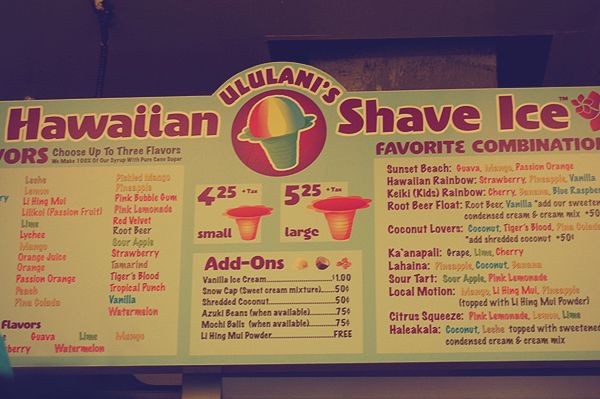 ULULANI'S
Hawaiian Shave Ice™
VORS Choose Up To Three Flavors
We Make 100% Of Our Syrup With Pure Cane Sugar
Leche
Lemon
Li Hing Mui
Lilikoi (Passion Fruit)
Lime
Lychee
Mango
Orange Juice
Orange
Passion Orange
Peach
Pina Colada
Pickled Mango
Pineapple
Pink Bubble Gum
Pink Lemonade
Red Velvet
Root Beer
Sour Apple
Strawberry
Tamarind
Tiger's Blood
Tropical Punch
Vanilla
Watermelon
Flavors
Guava Lime Mango
berry Watermelon
4.25 + Tax
small
5.25 + Tax
large
Add-Ons
Vanilla Ice Cream $1.00
Snow Cap (Sweet cream mixture) 50¢
Shredded Coconut 50¢
Azuki Beans (when available) 75¢
Mochi Balls (when available) 75¢
Li Hing Mui Powder FREE
FAVORITE COMBINATION
Sunset Beach: Guava, Mango, Passion Orange
Hawaiian Rainbow: Strawberry, Pineapple, Vanilla
Keiki (Kids) Rainbow: Cherry, Banana, Blue Raspber
Root Beer Float: Root Beer, Vanilla *add our sweetene
condensed cream & cream mix +50¢
Coconut Lovers: Coconut, Tiger's Blood, Pina Colada
*add shredded coconut +50¢
Ka'anapali: Grape, Lime, Cherry
Lahaina: Pineapple, Coconut, Banana
Sour Tart: Sour Apple, Pink Lemonade
Local Motion: Mango, Li Hing Mui, Pineapple
(topped with Li Hing Mui Powder)
Citrus Squeeze: Pink Lemonade, Lemon, Lime
Haleakala: Coconut, Leche topped with sweetene
condensed cream & cream mix